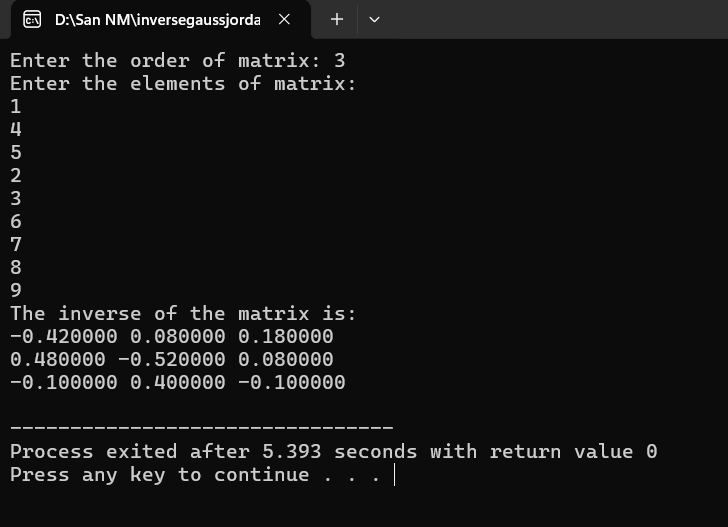 D:\San NM\inversegaussjorda
Enter the order of matrix: 3
Enter the elements of matrix:
1
4
5
2
3
6
7
8
9
The inverse of the matrix is:
-0.420000 0.080000 0.180000
0.480000 -0.520000 0.080000
-0.100000 0.400000 -0.100000
--------------------------------
Process exited after 5.393 seconds with return value 0
Press any key to continue . . .